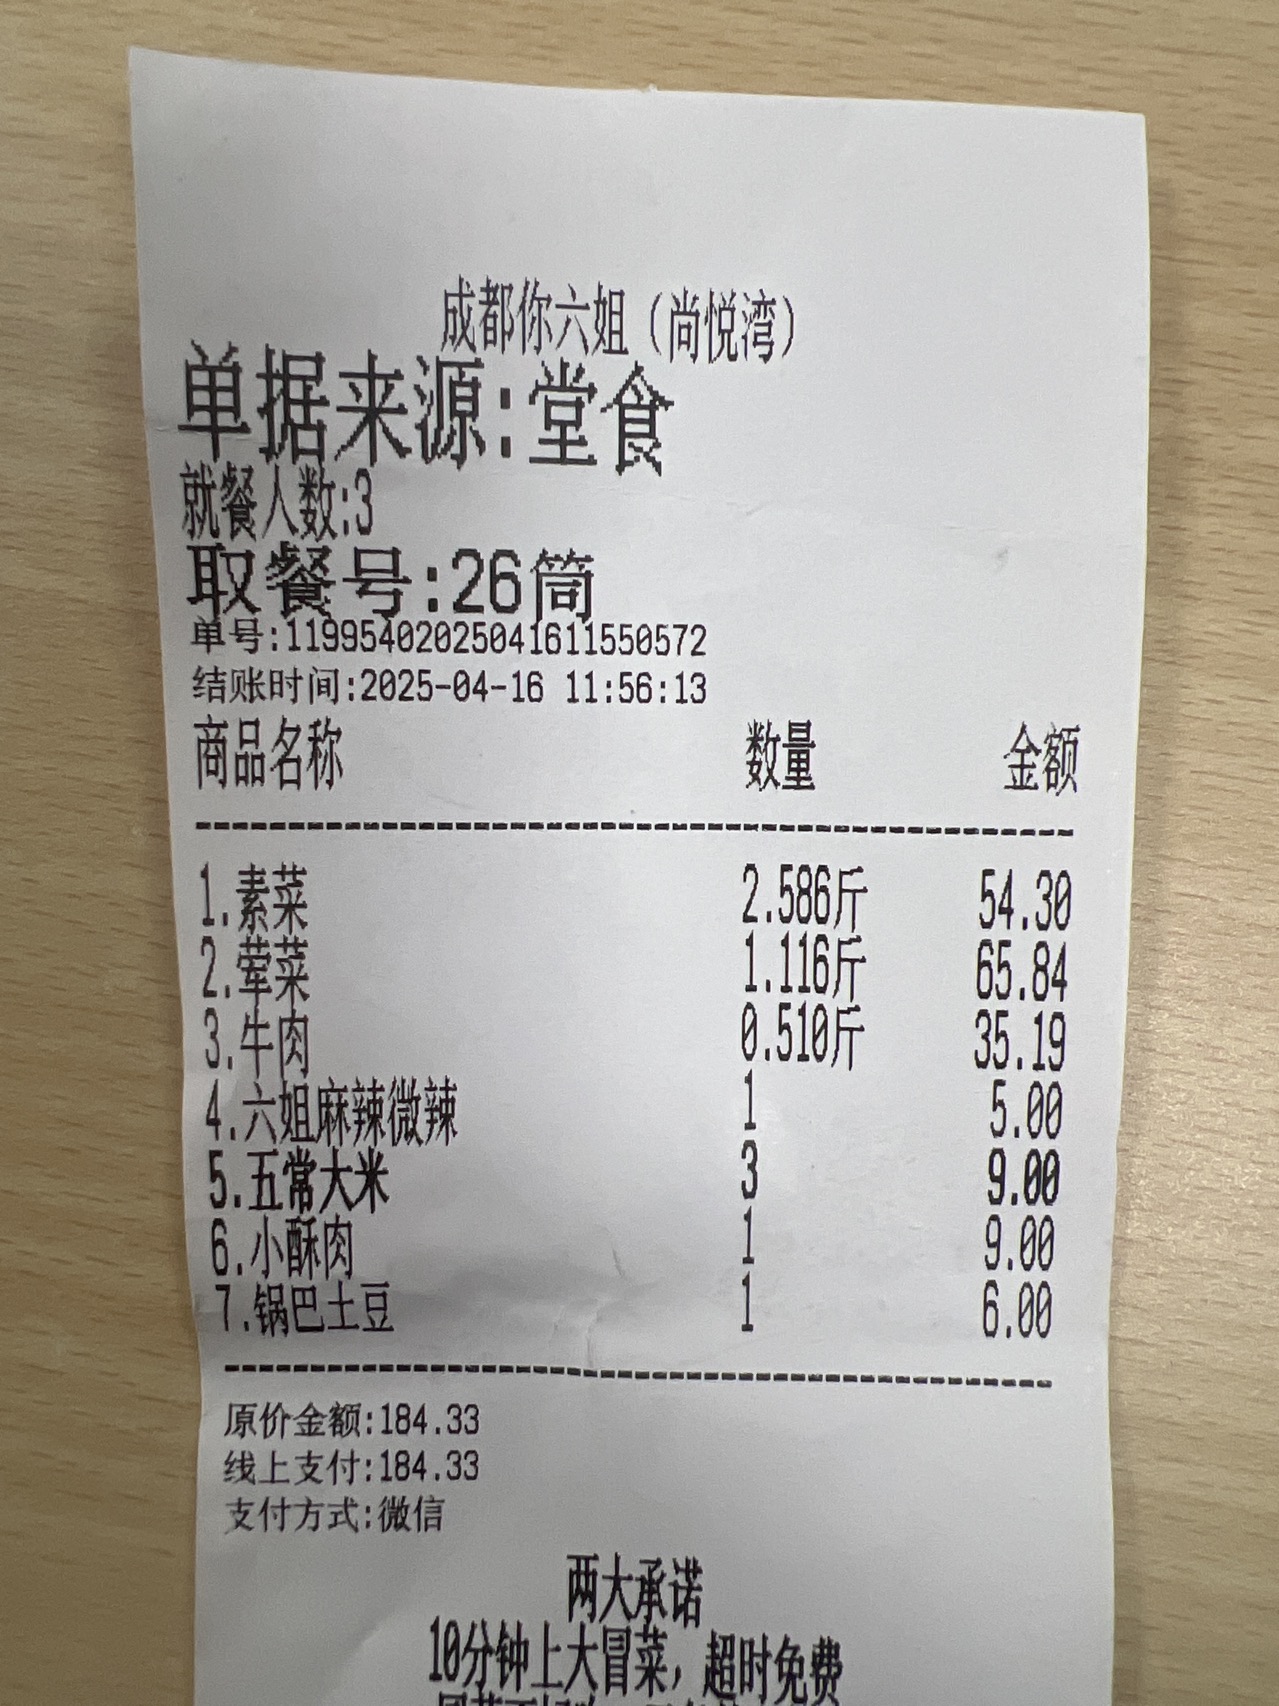 成都你六姐（尚悦湾）
单据来源:堂食
就餐人数:3
取餐号:26筒
单号:11995402025041611550572
结账时间:2025-04-16 11:56:13
商品名称 数量 金额
1.素菜 2.586斤 54.30
2.荤菜 1.116斤 65.84
3.牛肉 0.510斤 35.19
4.六姐麻辣微辣 1 5.00
5.五常大米 3 9.00
6.小酥肉 1 9.00
7.锅巴土豆 1 6.00
原价金额:184.33
线上支付:184.33
支付方式:微信
两大承诺
10分钟上大冒菜，超时免费